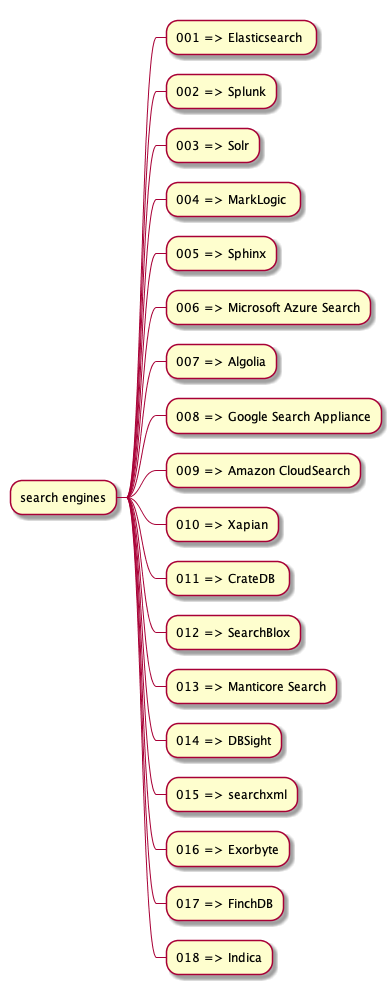 001 => Elasticsearch
002 => Splunk
003 => Solr
004 => MarkLogic
005 => Sphinx
006 => Microsoft Azure Search
007 => Algolia
008 => Google Search Appliance
009 => Amazon CloudSearch
search engines
010 => Xapian
011 => CrateDB
012 => SearchBlox
013 => Manticore Search
014 => DBSight
015 => searchxml
016 => Exorbyte
017 => FinchDB
018 => Indica